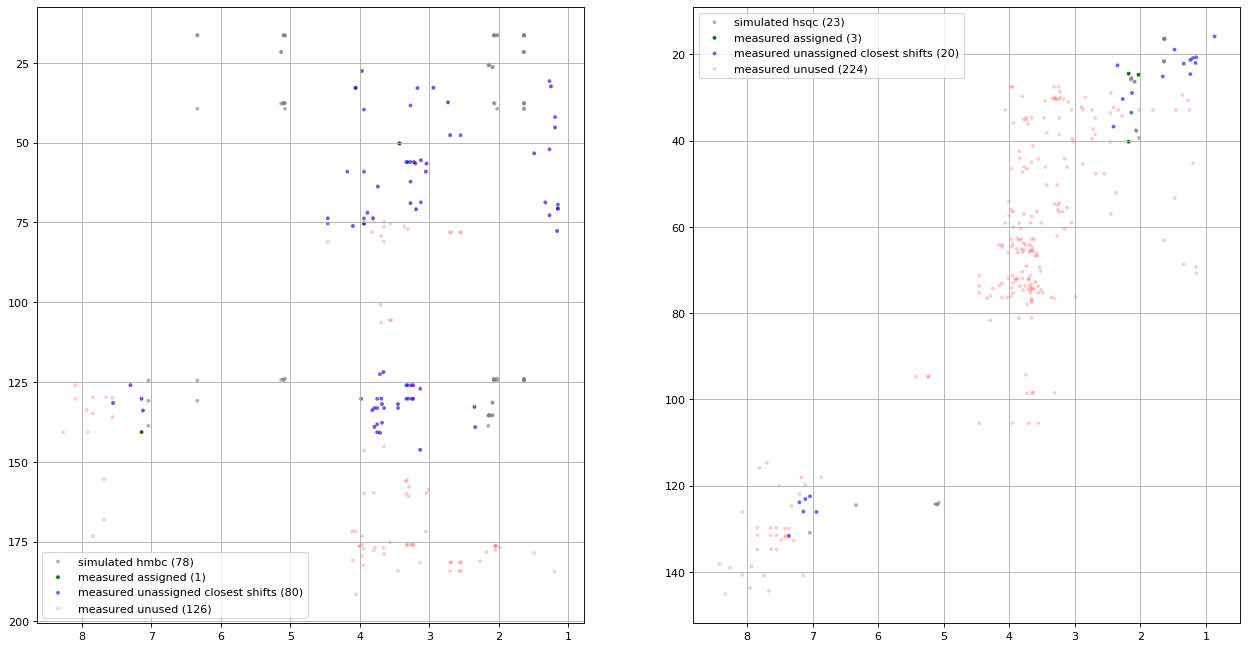 25
50
75
100
125
150
175
200
8 7 6 5 4 3 2 1
simulated hmbc (78)
measured assigned (1)
measured unassigned closest shifts (80)
measured unused (126)
simulated hsqc (23)
measured assigned (3)
measured unassigned closest shifts (20)
measured unused (224)
20
40
60
80
100
120
140
8 7 6 5 4 3 2 1